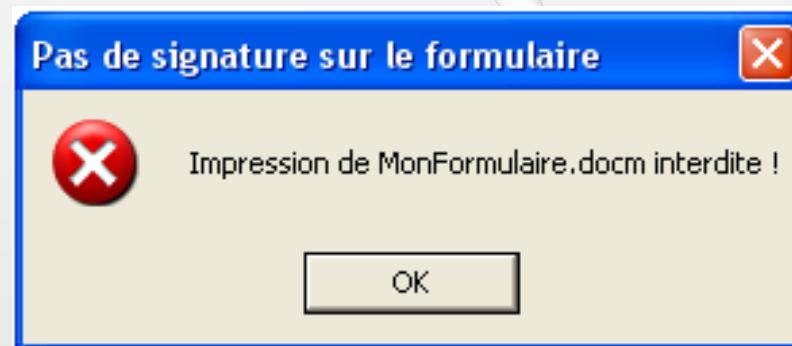 Pas de signature sur le formulaire
Impression de MonFormulaire.docm interdite !
OK